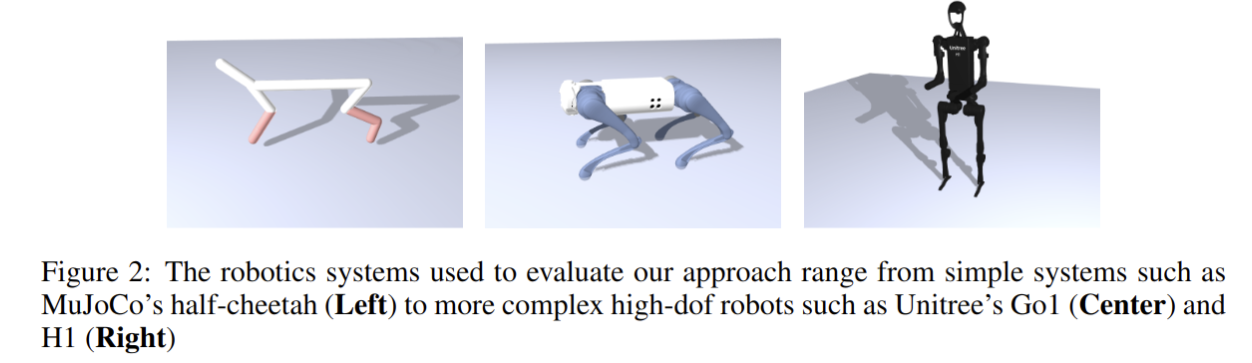 Unitree
Figure 2: The robotics systems used to evaluate our approach range from simple systems such as
MuJoCo's half-cheetah (Left) to more complex high-dof robots such as Unitree's Go1 (Center) and
H1 (Right)